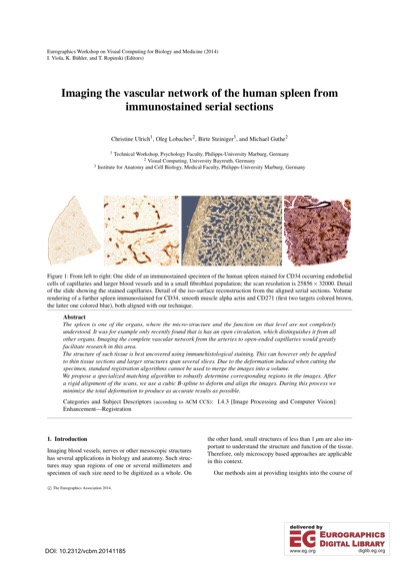 Eurographics Workshop on Visual Computing for Biology and Medicine (2014)
I. Viola, K. Bühler, and T. Ropinski (Editors)
Imaging the vascular network of the human spleen from
immunostained serial sections
Christine Ulrich1, Oleg Lobachev2, Birte Steiniger3, and Michael Guthe2
1 Technical Workshop, Psychology Faculty, Philipps-University Marburg, Germany
2 Visual Computing, University Bayreuth, Germany
3 Institute for Anatomy and Cell Biology, Medical Faculty, Philipps-University Marburg, Germany
Figure 1: From left to right: One slide of an immunostained specimen of the human spleen stained for CD34 occurring endothelial
cells of capillaries and larger blood vessels and in a small fibroblast population; the scan resolution is 25856 × 32000. Detail
of the slide showing the stained capillaries. Detail of the iso-surface reconstruction from the aligned serial sections. Volume
rendering of a further spleen immunostained for CD34, smooth muscle alpha actin and CD271 (first two targets colored brown,
the latter one colored blue), both aligned with our technique.
Abstract
The spleen is one of the organs, where the micro-structure and the function on that level are not completely
understood. It was for example only recently found that is has an open circulation, which distinguishes it from all
other organs. Imaging the complete vascular network from the arteries to open-ended capillaries would greatly
facilitate research in this area.
The structure of such tissue is best uncovered using immunohistological staining. This can however only be applied
to thin tissue sections and larger structures span several slices. Due to the deformation induced when cutting the
specimen, standard registration algorithms cannot be used to merge the images into a volume.
We propose a specialized matching algorithm to robustly determine corresponding regions in the images. After
a rigid alignment of the scans, we use a cubic B-spline to deform and align the images. During this process we
minimize the total deformation to produce as accurate results as possible.
Categories and Subject Descriptors (according to ACM CCS): I.4.3 [Image Processing and Computer Vision]:
Enhancement—Registration
1. Introduction
Imaging blood vessels, nerves or other mesoscopic structures
has several applications in biology and anatomy. Such struc-
tures may span regions of one or several millimeters and
specimen of such size need to be digitized as a whole. On
the other hand, small structures of less than 1 µm are also im-
portant to understand the structure and function of the tissue.
Therefore, only microscopy based approaches are applicable
in this context.
Our methods aim at providing insights into the course of
© The Eurographics Association 2014.
delivered by
EG EUROGRAPHICS
DIGITAL LIBRARY
www.eg.org diglib.eg.org
DOI: 10.2312/vcbm.20141185